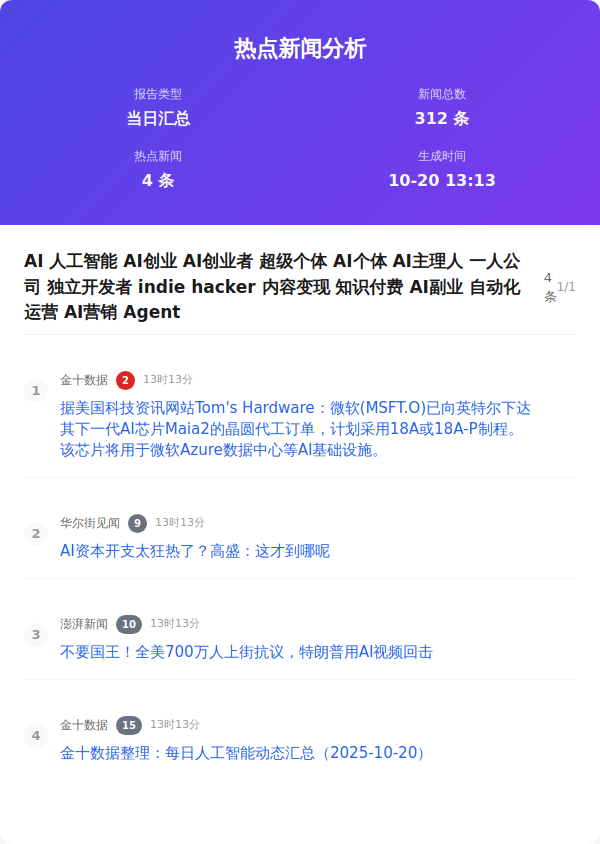 热点新闻分析
报告类型
当日汇总
新闻总数
312 条
热点新闻
4 条
生成时间
10-20 13:13
AI 人工智能 AI创业 AI创业者 超级个体 AI个体 AI主理人 一人公
司 独立开发者 indie hacker 内容变现 知识付费 AI副业 自动化
运营 AI营销 Agent
4
条
1/1
1
金十数据 2 13时13分
据美国科技资讯网站Tom's Hardware：微软(MSFT.O)已向英特尔下达
其下一代AI芯片Maia2的晶圆代工订单，计划采用18A或18A-P制程。
该芯片将用于微软Azure数据中心等AI基础设施。
2
华尔街见闻 9 13时13分
AI资本开支太狂热了？高盛：这才到哪呢
3
澎湃新闻 10 13时13分
不要国王！全美700万人上街抗议，特朗普用AI视频回击
4
金十数据 15 13时13分
金十数据整理：每日人工智能动态汇总（2025-10-20）